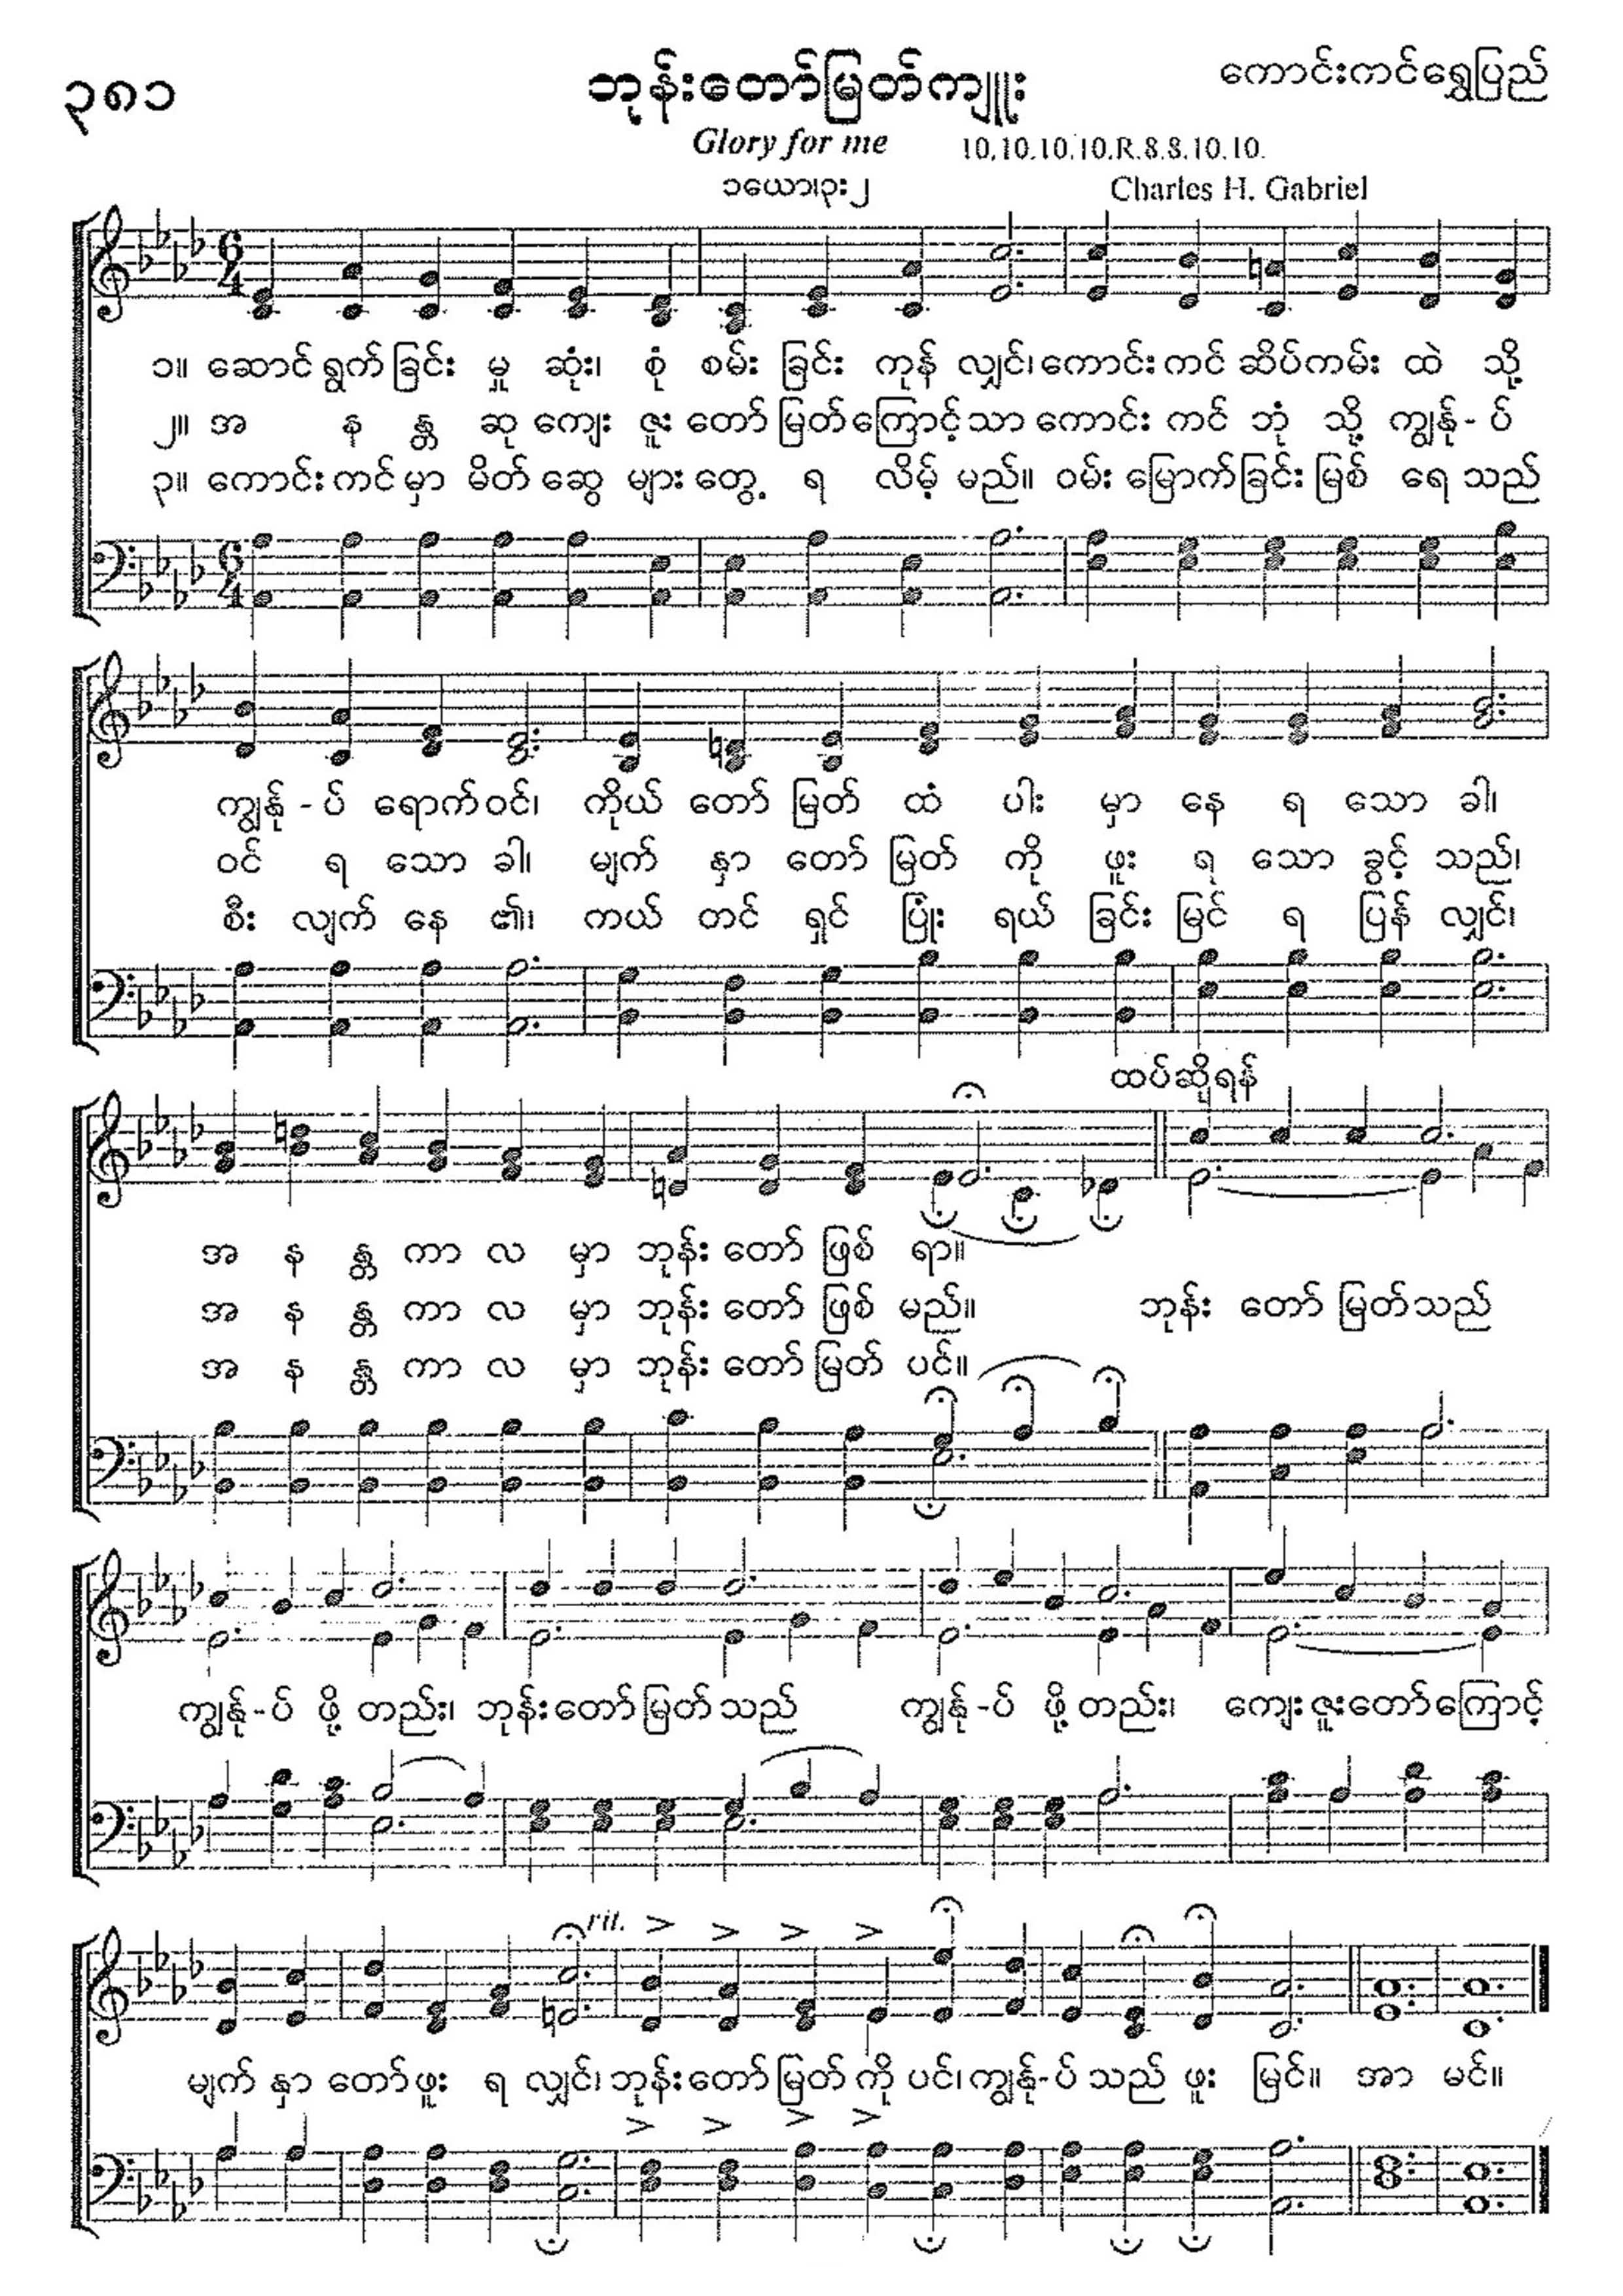 ၃၈၁
ဘုန်းတော်မြတ်ကျူး
ကောင်းကင်ရွှေပြည်
Glory for me
10,10,10,10,R.8.8.10.10.
၁ယော၊၃း၂
Charles H. Gabriel
၁။ ဆောင် ရွက် ခြင်း မှု ဆုံး၊ စုံ စမ်း ခြင်း ကုန် လျှင်၊ ကောင်း ကင် ဆိပ်ကမ်း ထဲ သို့
၂။ အ န န္တ ဆု ကျေး ဇူး တော် မြတ် ကြောင့် သာ ကောင်း ကင် ဘုံ သို့ ကျွန်ု - ပ်
၃။ ကောင်း ကင် မှာ မိတ် ဆွေ များ တွေ့ ရ လိမ့် မည်။ ဝမ်း မြောက် ခြင်း မြစ် ရေ သည်
ကျွန်ု - ပ် ရောက် ဝင်၊ ကိုယ် တော် မြတ် ထံ ပါး မှာ နေ ရ သော ခါ၊
ဝင် ရ သော ခါ၊ မျက် နှာ တော် မြတ် ကို ဖူး ရ သော ခွင့် သည်၊
စီး လျက် နေ ၏၊ ကယ် တင် ရှင် ပြုံး ရယ် ခြင်း မြင် ရ ပြန် လျှင်၊
ထပ်ဆိုရန်
အ န န္တ ကာ လ မှာ ဘုန်း တော် ဖြစ် ရာ။
အ န န္တ ကာ လ မှာ ဘုန်း တော် ဖြစ် မည်။ ဘုန်း တော် မြတ် သည်
အ န န္တ ကာ လ မှာ ဘုန်း တော် မြတ် ပင်။
ကျွန်ု - ပ် ဖို့ တည်း၊ ဘုန်း တော် မြတ် သည် ကျွန်ု - ပ် ဖို့ တည်း၊ ကျေး ဇူး တော် ကြောင့်
rit.
မျက် နှာ တော် ဖူး ရ လျှင်၊ ဘုန်း တော် မြတ် ကို ပင်၊ ကျွန်ု - ပ် သည် ဖူး မြင်။ အာ မင်။